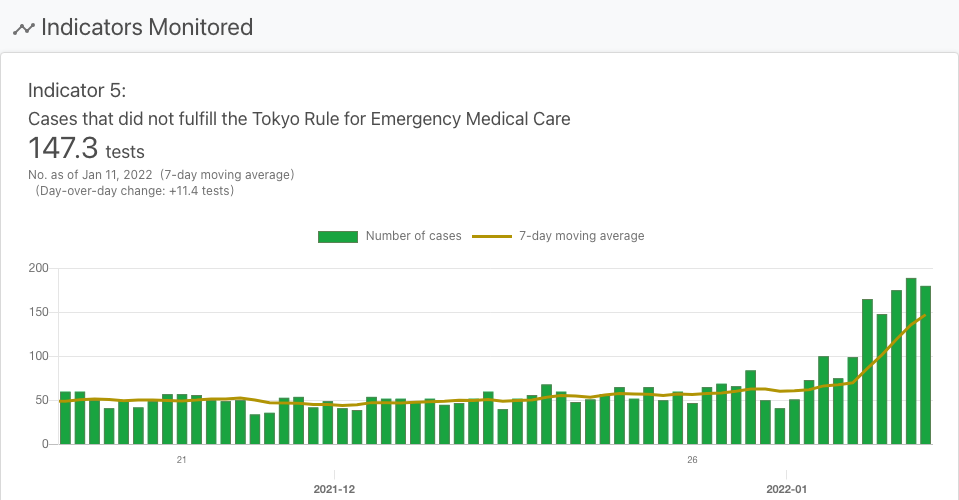 Indicators Monitored
Indicator 5:
Cases that did not fulfill the Tokyo Rule for Emergency Medical Care
147.3 tests
No. as of Jan 11, 2022 (7-day moving average)
(Day-over-day change: +11.4 tests)
Number of cases 7-day moving average
200
150
100
50
0
21 26
2021-12 2022-01